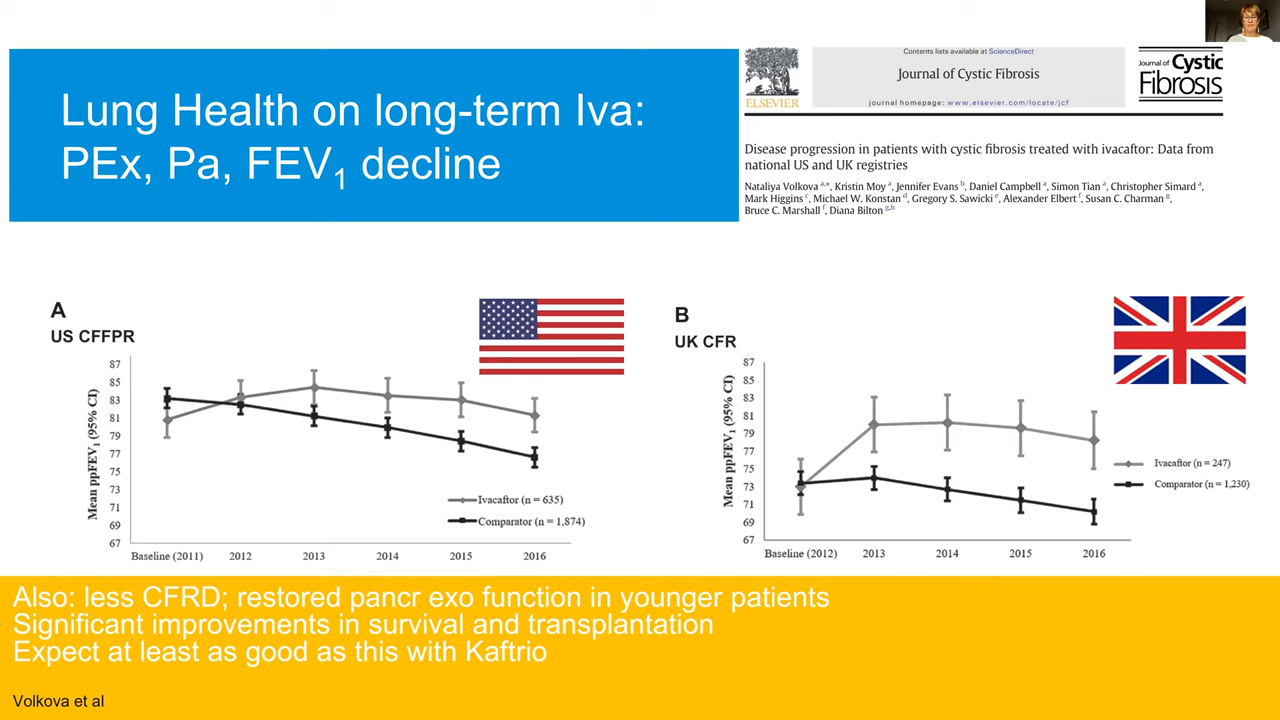 Lung Health on long-term Iva:
PEx, Pa, FEV1 decline
ELSEVIER
Contents lists available at ScienceDirect
Journal of Cystic Fibrosis
journal homepage: www.elsevier.com/locate/jcf
Journal of Cystic
Fibrosis
Disease progression in patients with cystic fibrosis treated with ivacaftor: Data from
national US and UK registries
Nataliya Volkova a,*, Kristin Moy a, Jennifer Evans b, Daniel Campbell a, Simon Tian a, Christopher Simard a,
Mark Higgins c, Michael W. Konstan d, Gregory S. Sawicki e, Alexander Elbert f, Susan C. Charman g,
Bruce C. Marshall f, Diana Bilton g,h
A
US CFFPR
Mean ppFEV1 (95% CI)
87
85
83
81
79
77
75
73
71
69
67
Ivacaftor (n = 635)
Comparator (n = 1,874)
Baseline (2011) 2012 2013 2014 2015 2016
B
UK CFR
Mean ppFEV1 (95% CI)
87
85
83
81
79
77
75
73
71
69
67
Ivacaftor (n = 247)
Comparator (n = 1,230)
Baseline (2012) 2013 2014 2015 2016
Also: less CFRD; restored pancr exo function in younger patients
Significant improvements in survival and transplantation
Expect at least as good as this with Kaftrio
Volkova et al